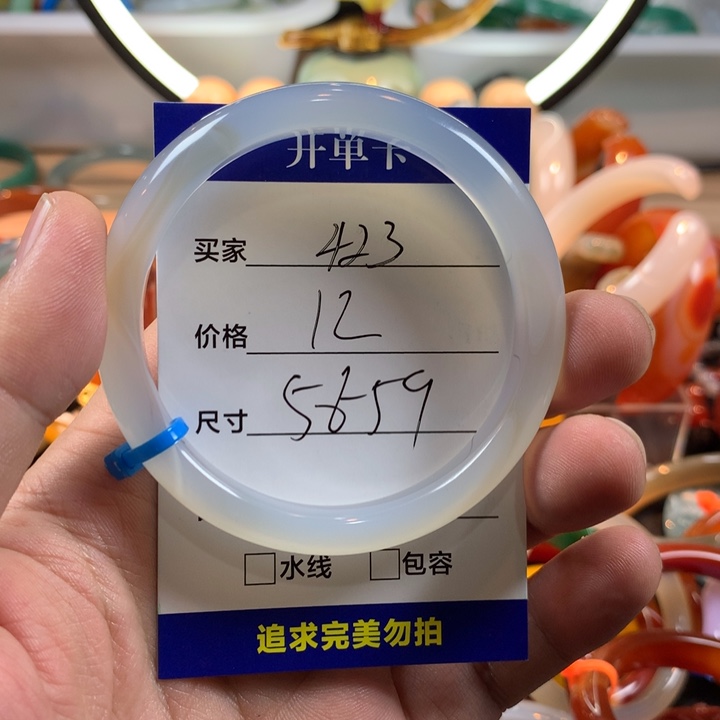 开单卡
买家 423
价格 12
尺寸 5659
水线 包容
追求完美勿拍